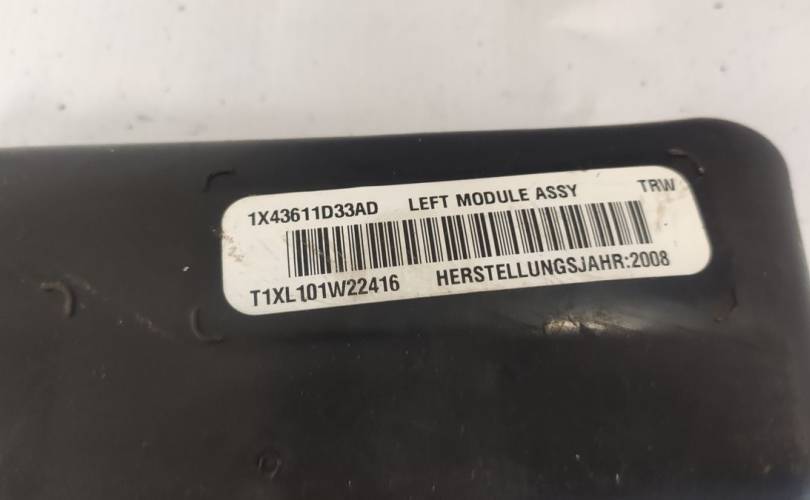 1X43611D33AD LEFT MODULE ASSY TRW
T1XL101W22416 HERSTELLUNGSJAHR:2008